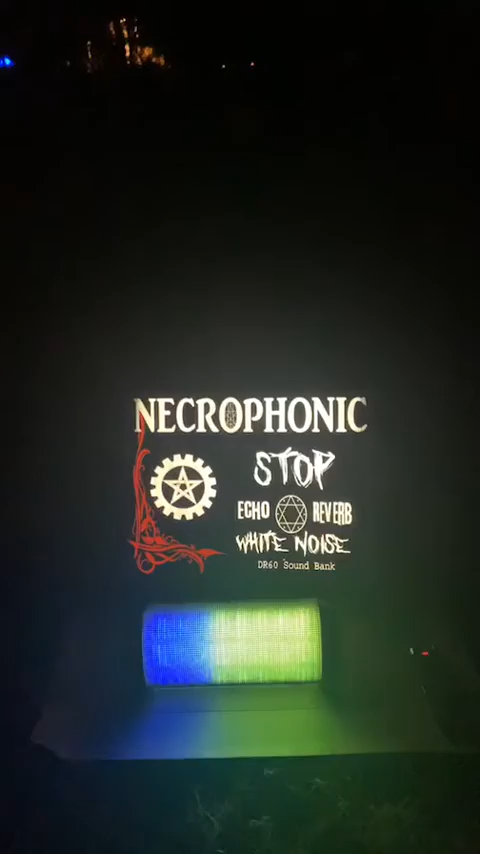 NECROPHONIC
STOP
ECHO REVERB
WHITE NOISE
DR60 Sound Bank